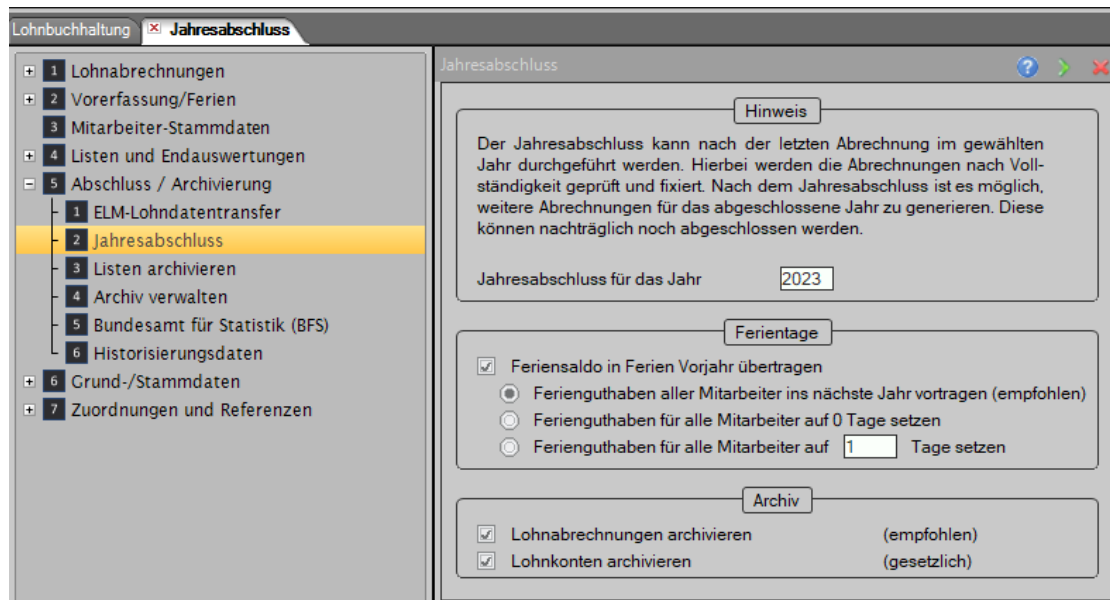 Lohnbuchhaltung Jahresabschluss
1 Lohnabrechnungen
2 Vorerfassung/Ferien
3 Mitarbeiter-Stammdaten
4 Listen und Endauswertungen
5 Abschluss / Archivierung
1 ELM-Lohndatentransfer
2 Jahresabschluss
3 Listen archivieren
4 Archiv verwalten
5 Bundesamt für Statistik (BFS)
6 Historisierungsdaten
6 Grund-/Stammdaten
7 Zuordnungen und Referenzen
Jahresabschluss
Hinweis
Der Jahresabschluss kann nach der letzten Abrechnung im gewählten
Jahr durchgeführt werden. Hierbei werden die Abrechnungen nach Voll-
ständigkeit geprüft und fixiert. Nach dem Jahresabschluss ist es möglich,
weitere Abrechnungen für das abgeschlossene Jahr zu generieren. Diese
können nachträglich noch abgeschlossen werden.
Jahresabschluss für das Jahr 2023
Ferientage
Feriensaldo in Ferien Vorjahr übertragen
Ferienguthaben aller Mitarbeiter ins nächste Jahr vortragen (empfohlen)
Ferienguthaben für alle Mitarbeiter auf 0 Tage setzen
Ferienguthaben für alle Mitarbeiter auf 1 Tage setzen
Archiv
Lohnabrechnungen archivieren (empfohlen)
Lohnkonten archivieren (gesetzlich)